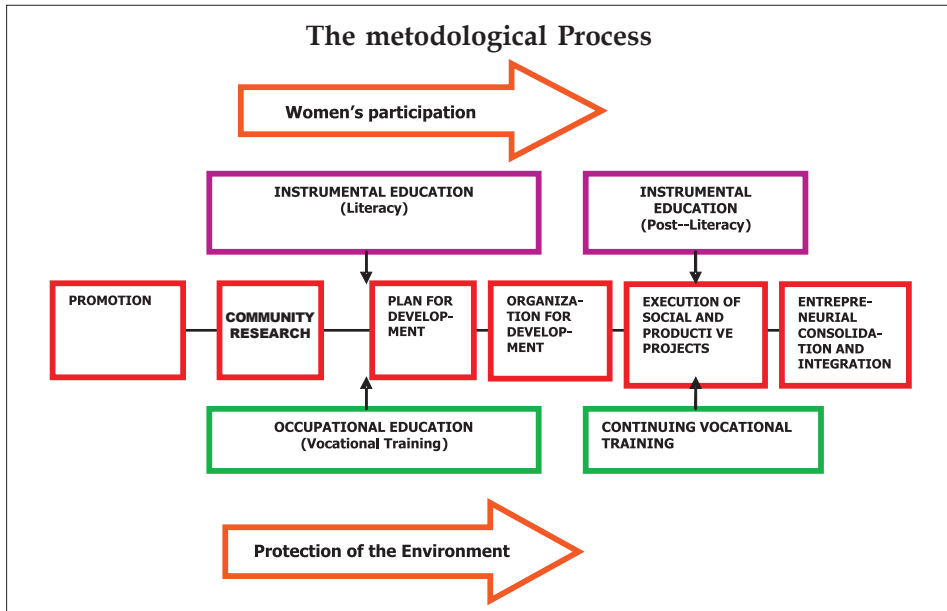 The metodological Process
Women's participation
INSTRUMENTAL EDUCATION
(Literacy)
INSTRUMENTAL
EDUCATION
(Post--Literacy)
PROMOTION
COMMUNITY
RESEARCH
PLAN FOR
DEVELOP-
MENT
ORGANIZA-
TION FOR
DEVELOP-
MENT
EXECUTION OF
SOCIAL AND
PRODUCTI VE
PROJECTS
ENTREPRE-
NEURIAL
CONSOLIDA-
TION AND
INTEGRATION
OCCUPATIONAL EDUCATION
(Vocational Training)
CONTINUING VOCATIONAL
TRAINING
Protection of the Environment